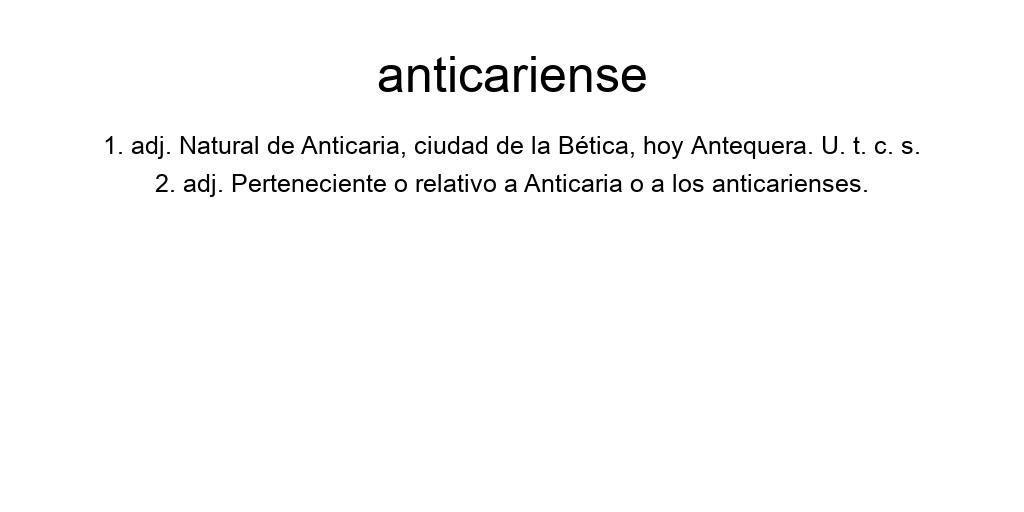 anticariense
1. adj. Natural de Anticaria, ciudad de la Bética, hoy Antequera. U. t. c. s.
2. adj. Perteneciente o relativo a Anticaria o a los anticarienses.